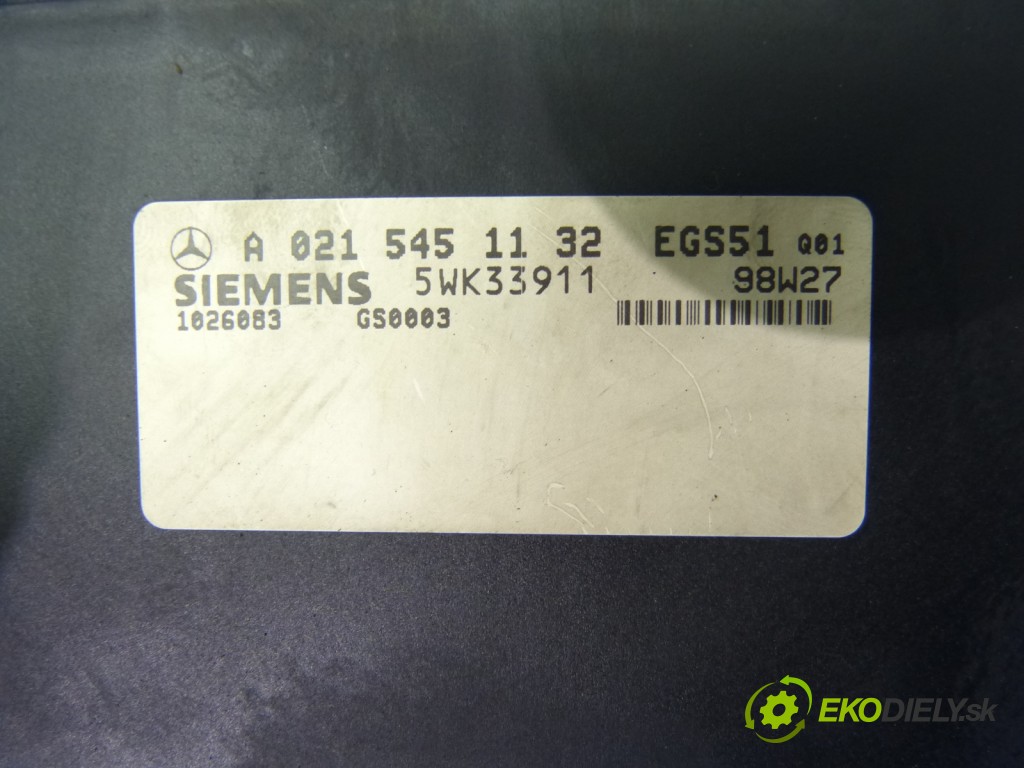 A 021 545 11 32 EGS51 Q01
SIEMENS 5WK33911 98W27
1026083 GS0003
EKODIELY.sk